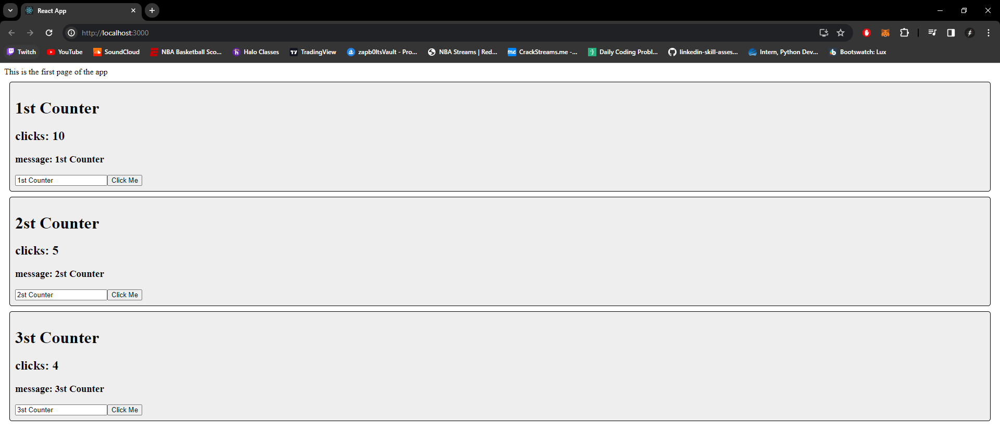 React App
http://localhost:3000
Twitch YouTube SoundCloud NBA Basketball Sco... Halo Classes TradingView zapb0ltsVault - Pro... NBA Streams | Red... me CrackStreams.me -... Daily Coding Probl... linkedin-skill-asses... Intern, Python Dev... Bootswatch: Lux
This is the first page of the app
1st Counter
clicks: 10
message: 1st Counter
1st Counter Click Me
2st Counter
clicks: 5
message: 2st Counter
2st Counter Click Me
3st Counter
clicks: 4
message: 3st Counter
3st Counter Click Me